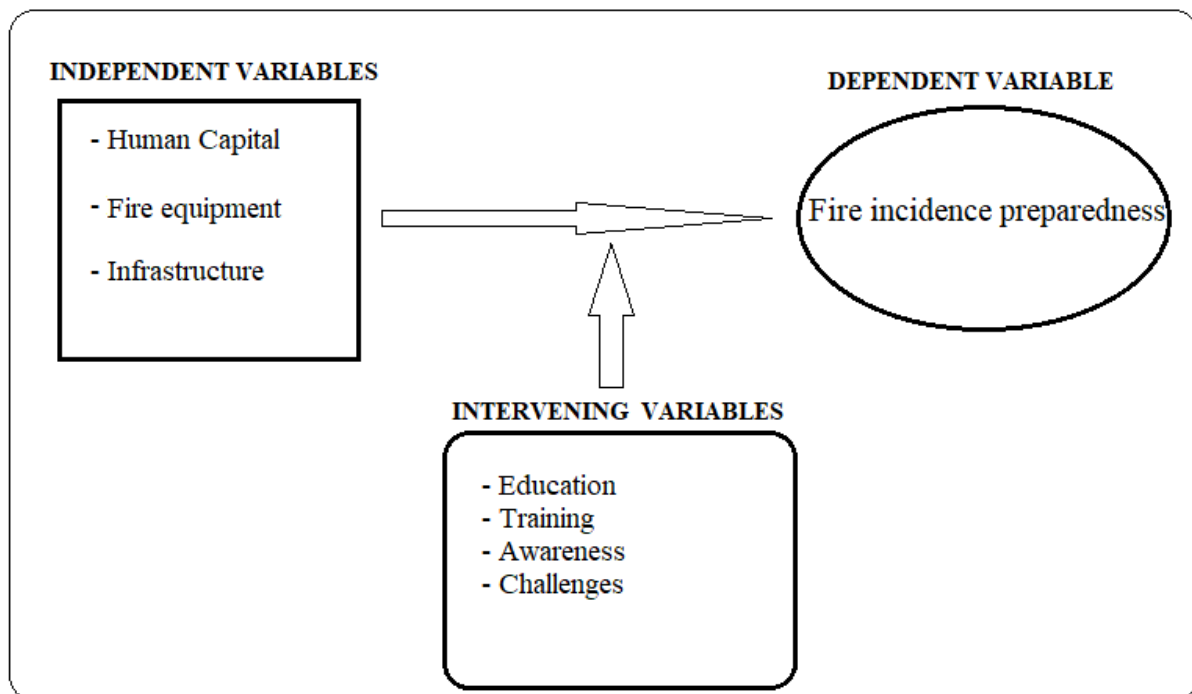 INDEPENDENT VARIABLES
- Human Capital
- Fire equipment
- Infrastructure
DEPENDENT VARIABLE
Fire incidence preparedness
INTERVENING VARIABLES
- Education
- Training
- Awareness
- Challenges